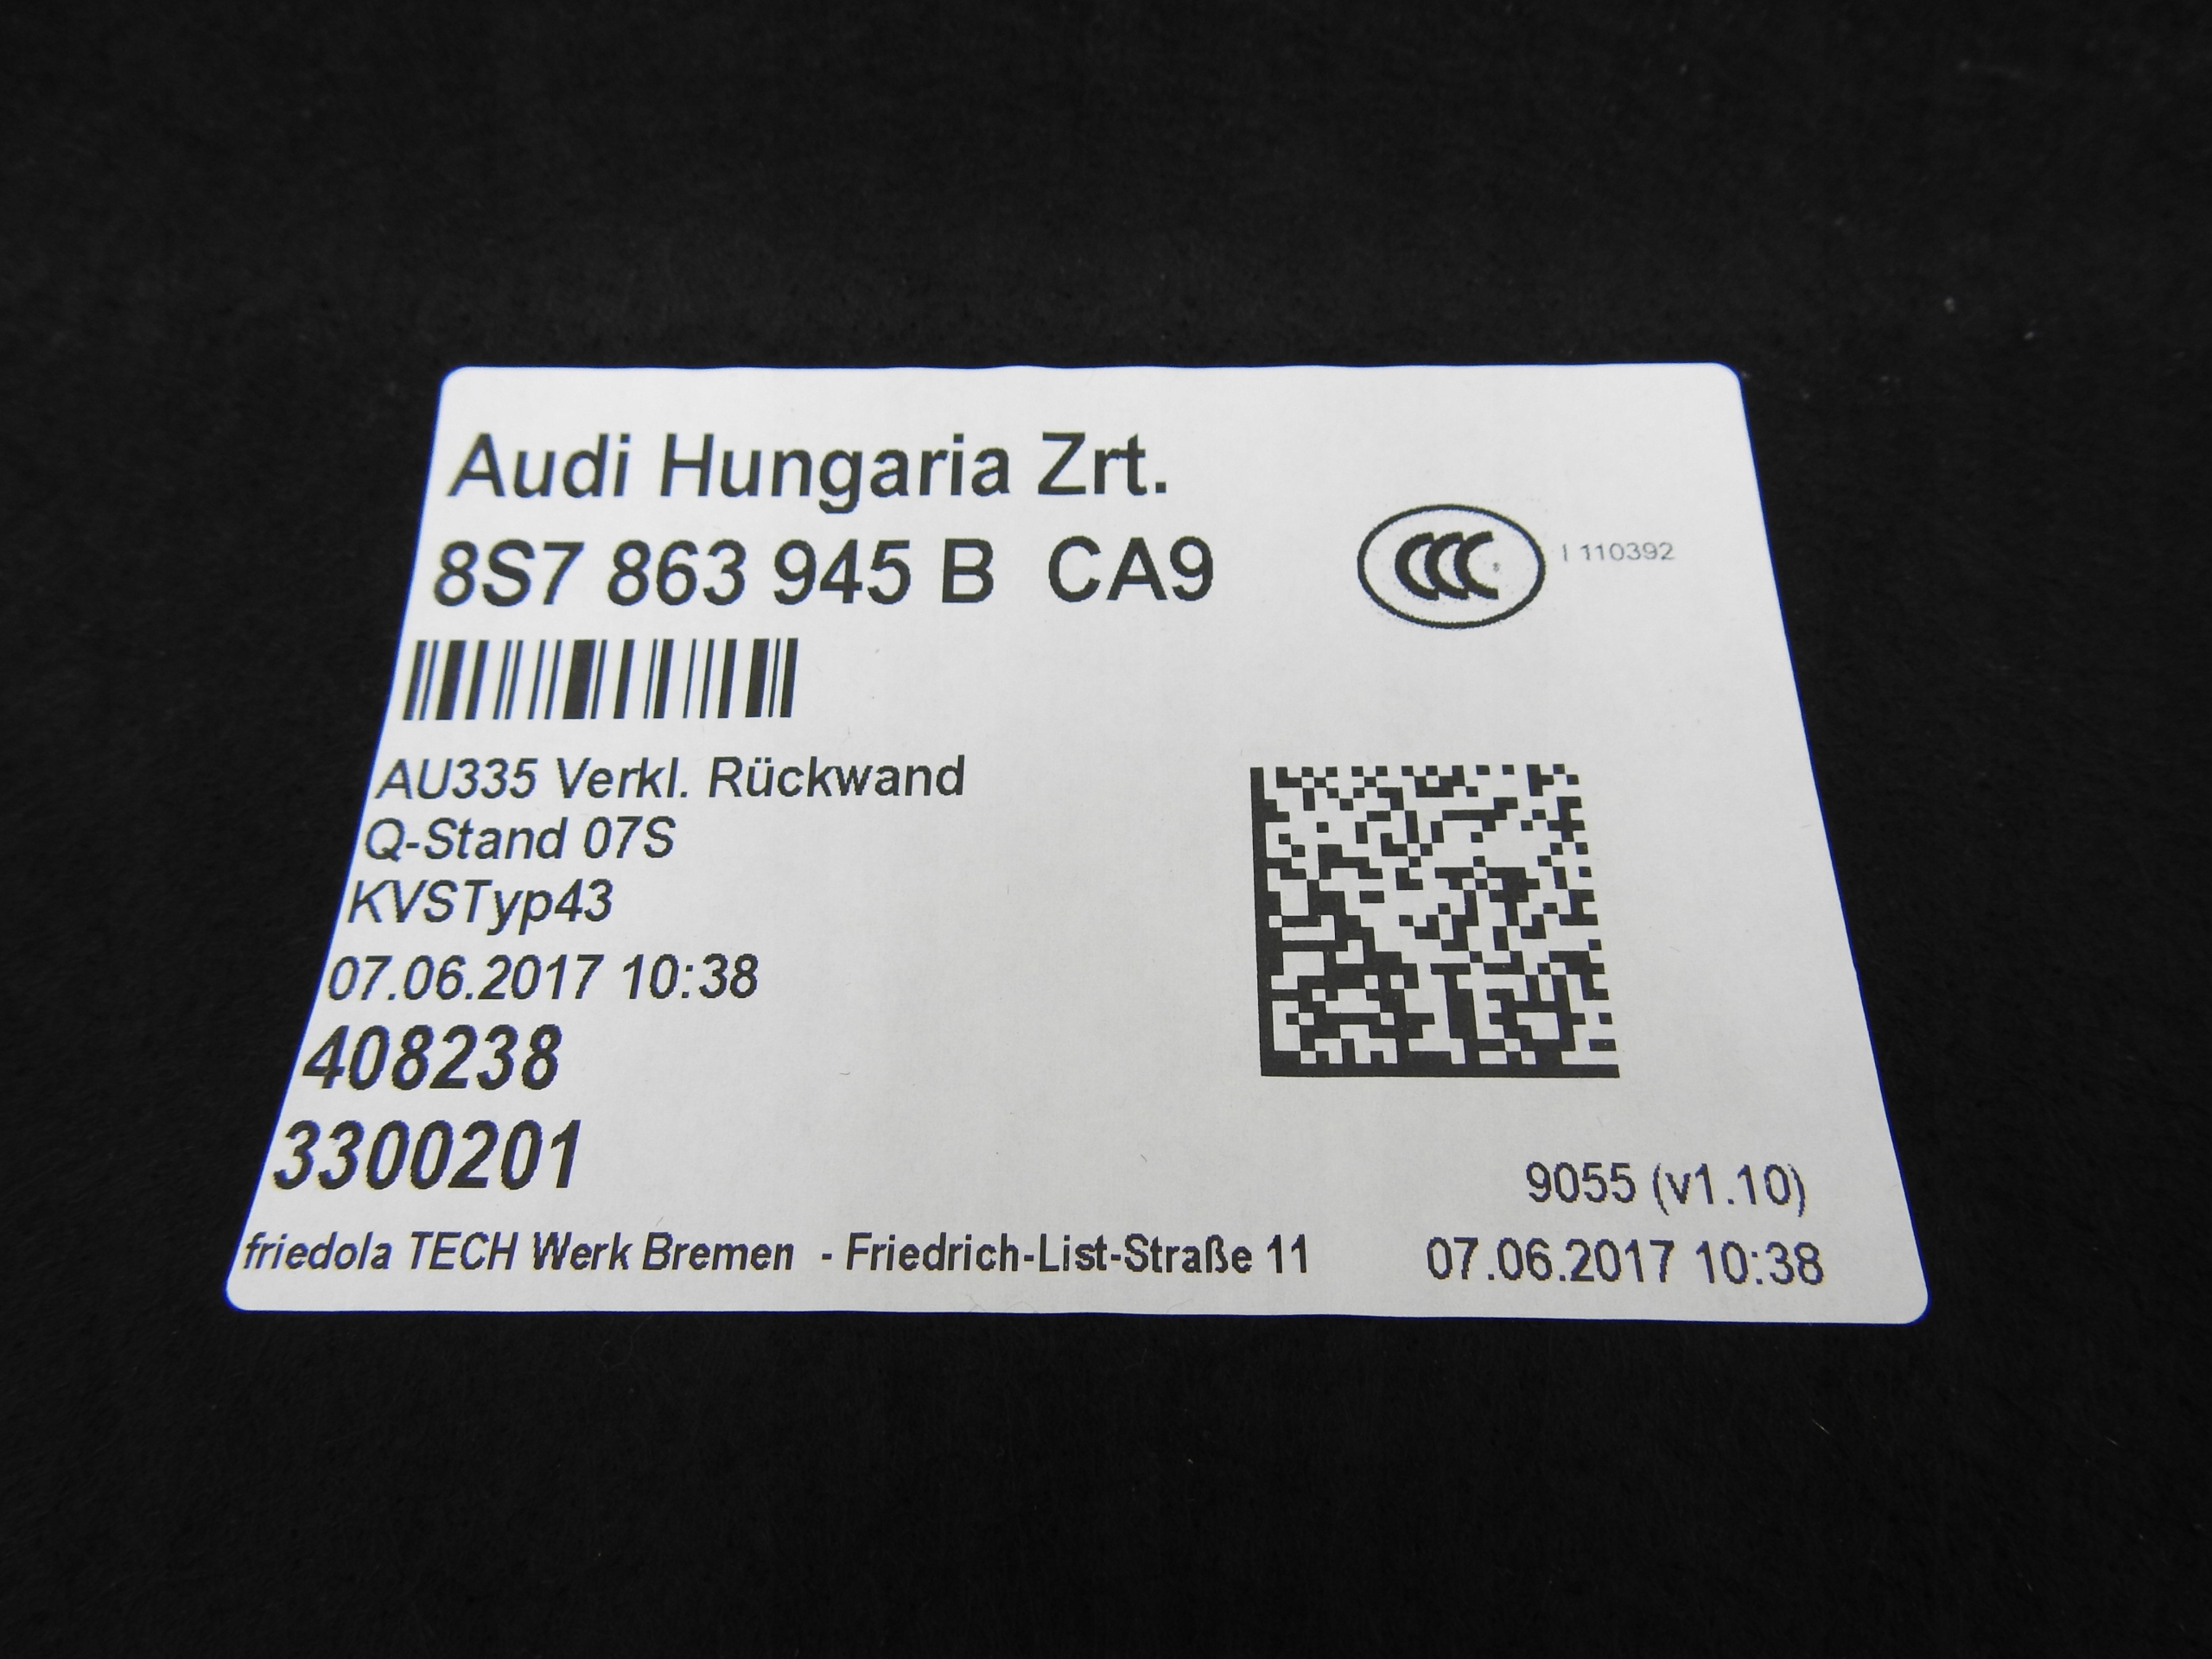 Audi Hungaria Zrt.
8S7 863 945 B CA9
CCC I 110392
AU335 Verkl. Rückwand
Q-Stand 07S
KVSTyp43
07.06.2017 10:38
408238
3300201
9055 (v1.10)
friedola TECH Werk Bremen - Friedrich-List-Straße 11
07.06.2017 10:38